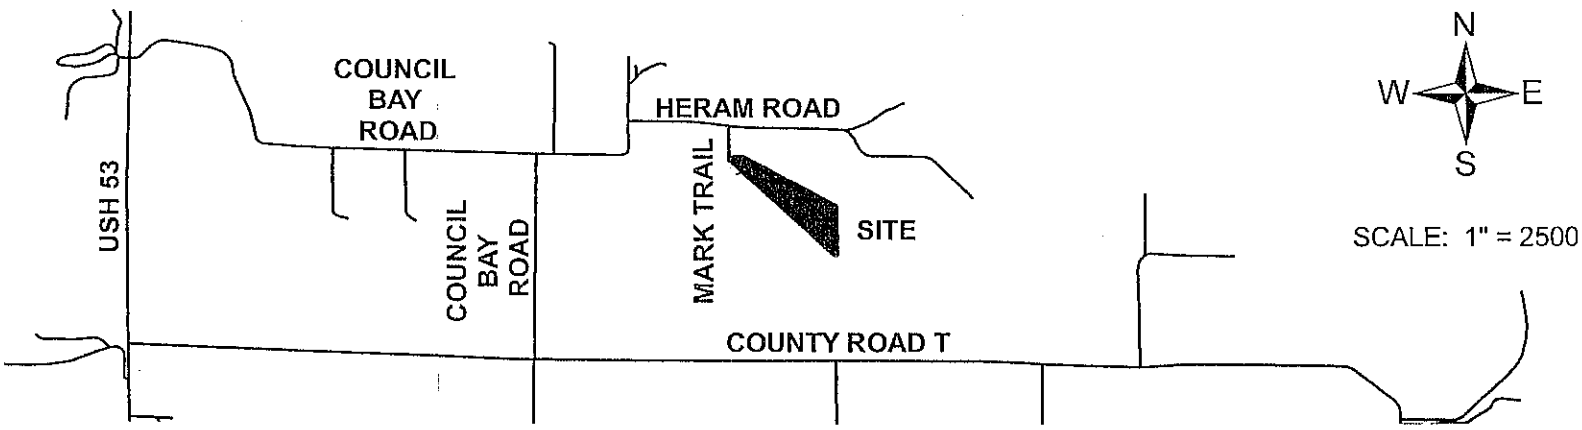 N
COUNCIL
BAY
ROAD
HERAM ROAD
W E
S
USH 53
MARK TRAIL
COUNCIL
BAY
ROAD
SITE
SCALE: 1" = 2500
COUNTY ROAD T